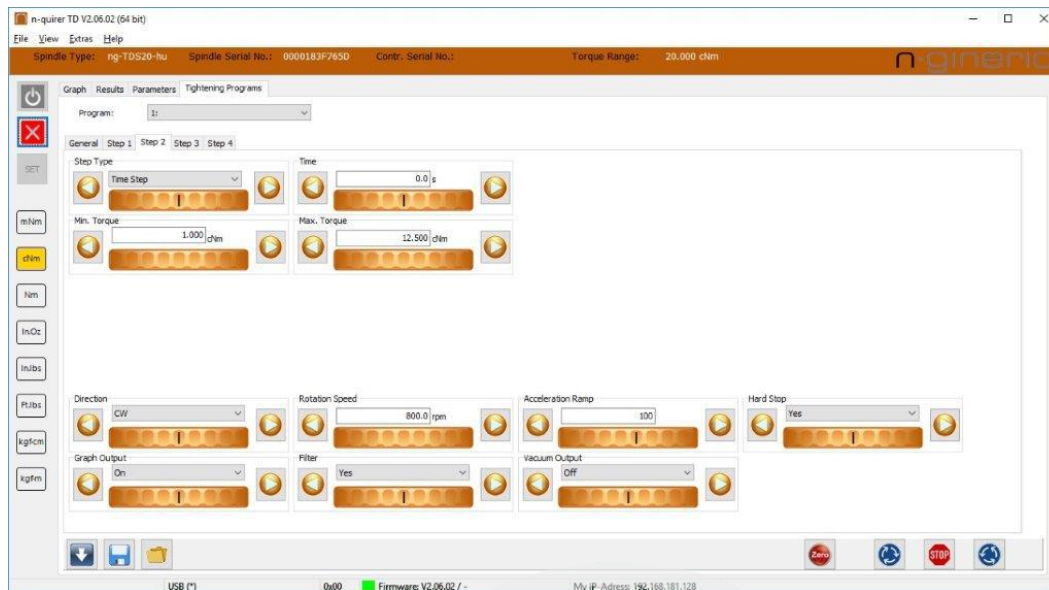 n-quirer TD V2.06.02 (64 bit)
File View Extras Help
Spindle Type: ng-TDS20-hu Spindle Serial No.: 0000183F765D Contr. Serial No.: Torque Range: 20.000 cNm n-gineric
Graph Results Parameters Tightening Programs
Program: 1:
SET
General Step 1 Step 2 Step 3 Step 4
Step Type Time
Time Step 0.0 s
Min. Torque Max. Torque
1.000 cNm 12.500 cNm
mNm
cNm
Nm
In.Oz
In.lbs
Ft.lbs
kgfcm
kgfm
Direction Rotation Speed Acceleration Ramp Hard Stop
CW 800.0 rpm 100 Yes
Graph Output Filter Vacuum Output
On Yes Off
Zero STOP
USB (*) 0x00 Firmware: V2.06.02 / - My IP-Adress: 192.168.181.128